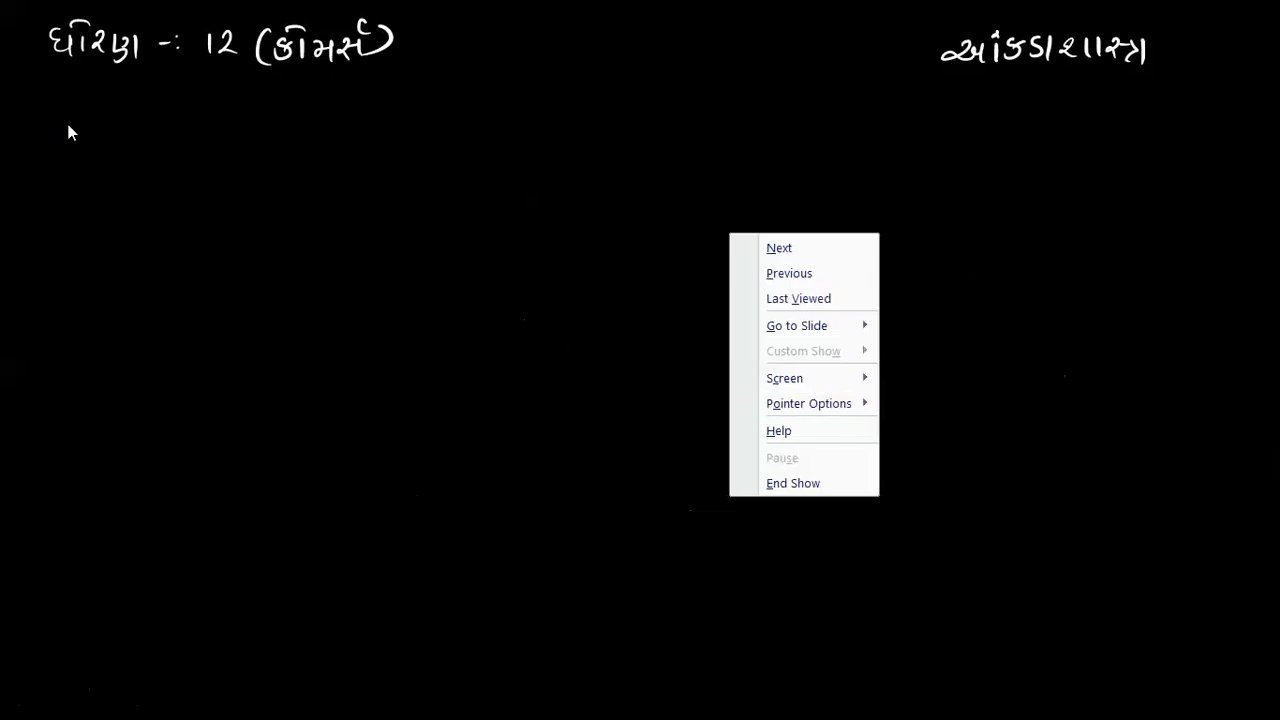 ધોરણ -: 12 (કોમર્સ)
આંકડાશાસ્ત્ર
Next
Previous
Last Viewed
Go to Slide
Custom Show
Screen
Pointer Options
Help
Pause
End Show